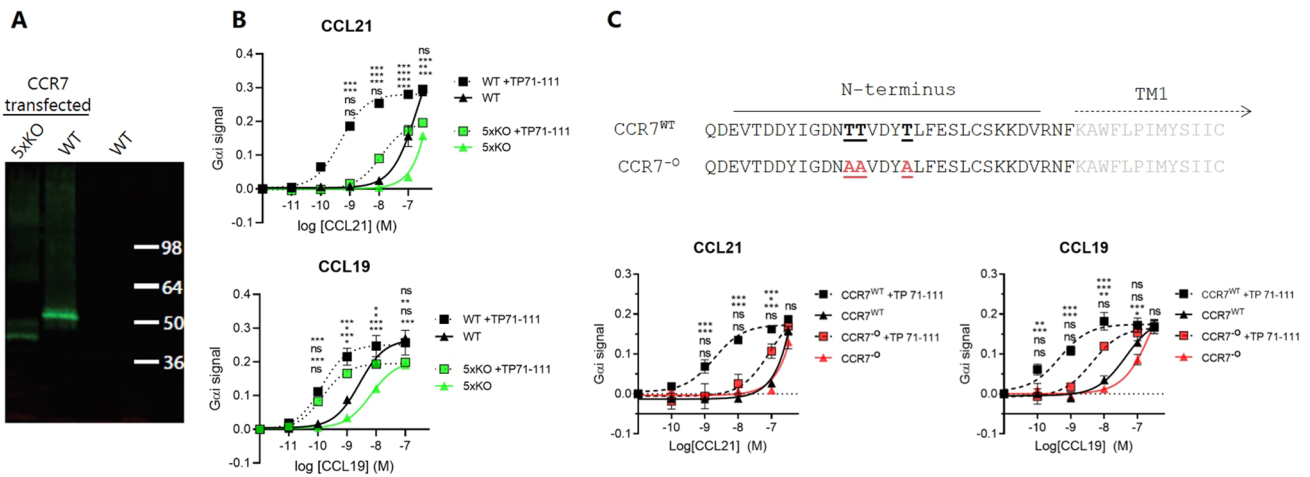 A
CCR7
transfected
5xKO
WT
WT
98
64
50
36
B
CCL21
0.4
0.3
0.2
0.1
0.0
-0.1
Gαi signal
-11
-10
-9
-8
-7
log [CCL21] (M)
***
***
ns
ns
***
***
***
ns
***
***
***
***
ns
***
**
***
WT +TP71-111
WT
5xKO +TP71-111
5xKO
CCL19
0.4
0.3
0.2
0.1
0.0
-0.1
Gαi signal
-11
-10
-9
-8
-7
log [CCL19] (M)
***
ns
***
ns
ns
**
ns
***
WT +TP71-111
WT
5xKO +TP71-111
5xKO
C
N-terminus
TM1
CCR7WT
QDEVTDDYIGDNTTVDYTLFESLCSKKDVRNFKAWFLPIMYSIIC
CCR7-O
QDEVTDDYIGDNAAVDYALFESLCSKKDVRNFKAWFLPIMYSIIC
CCL21
0.3
0.2
0.1
0.0
-0.1
Gαi signal
-10
-9
-8
-7
Log[CCL21] (M)
***
***
ns
ns
***
***
ns
ns
***
*
***
ns
ns
CCR7WT +TP 71-111
CCR7WT
CCR7-O +TP 71-111
CCR7-O
CCL19
0.3
0.2
0.1
0.0
-0.1
Gαi signal
-10
-9
-8
-7
Log[CCL19] (M)
**
***
ns
ns
***
***
ns
ns
***
***
**
ns
ns
ns
***
*
ns
CCR7WT +TP 71-111
CCR7WT
CCR7-O +TP 71-111
CCR7-O